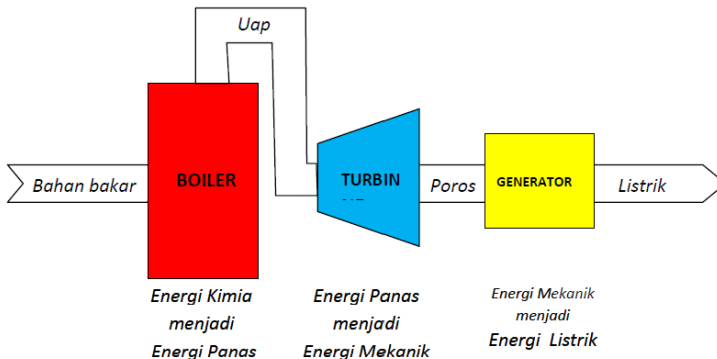 Uap
Bahan bakar
BOILER
TURBIN
Poros
GENERATOR
Listrik
Energi Kimia
menjadi
Energi Panas
Energi Panas
menjadi
Energi Mekanik
Energi Mekanik
menjadi
Energi Listrik